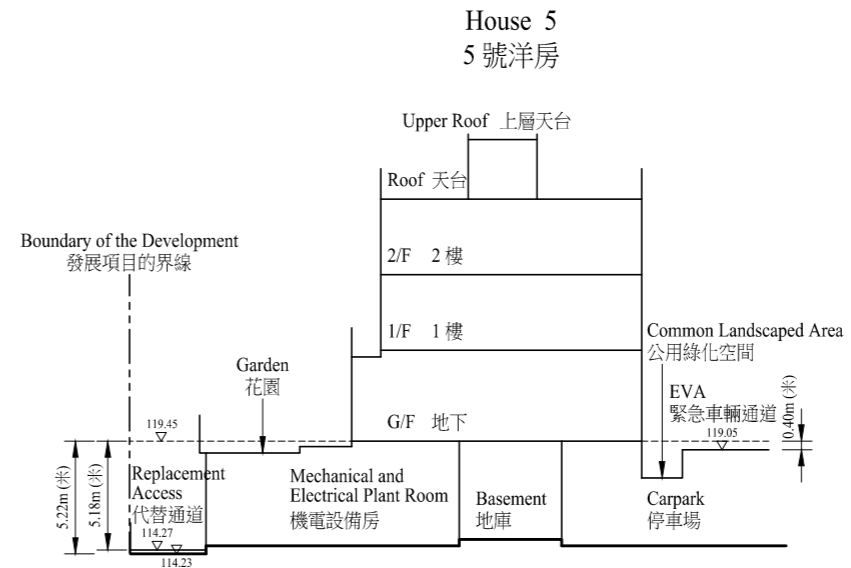 House 5
5 號洋房
Upper Roof 上層天台
Roof 天台
Boundary of the Development
發展項目的界線
2/F 2 樓
1/F 1 樓
Common Landscaped Area
公用綠化空間
Garden
花園
EVA
緊急車輛通道
G/F 地下
119.45
119.05
0.40m (米)
5.22m (米)
5.18m (米)
Replacement
Access
代替通道
Mechanical and
Electrical Plant Room
機電設備房
Basement
地庫
Carpark
停車場
114.27
114.23